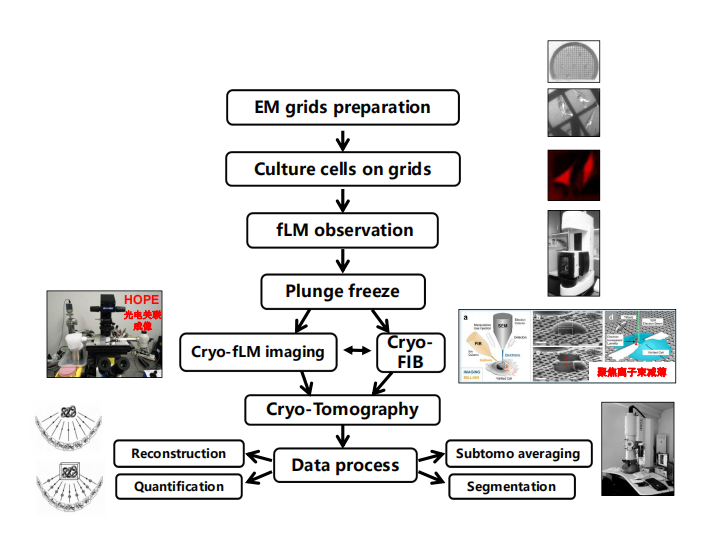 EM grids preparation
Culture cells on grids
fLM observation
Plunge freeze
HOPE
光电关联
成像
Cryo-fLM imaging
Cryo-
FIB
a
SEM
FIB
IMAGING
MILLING
d
聚焦离子束减薄
Cryo-Tomography
Reconstruction
Data process
Subtomo averaging
Quantification
Segmentation